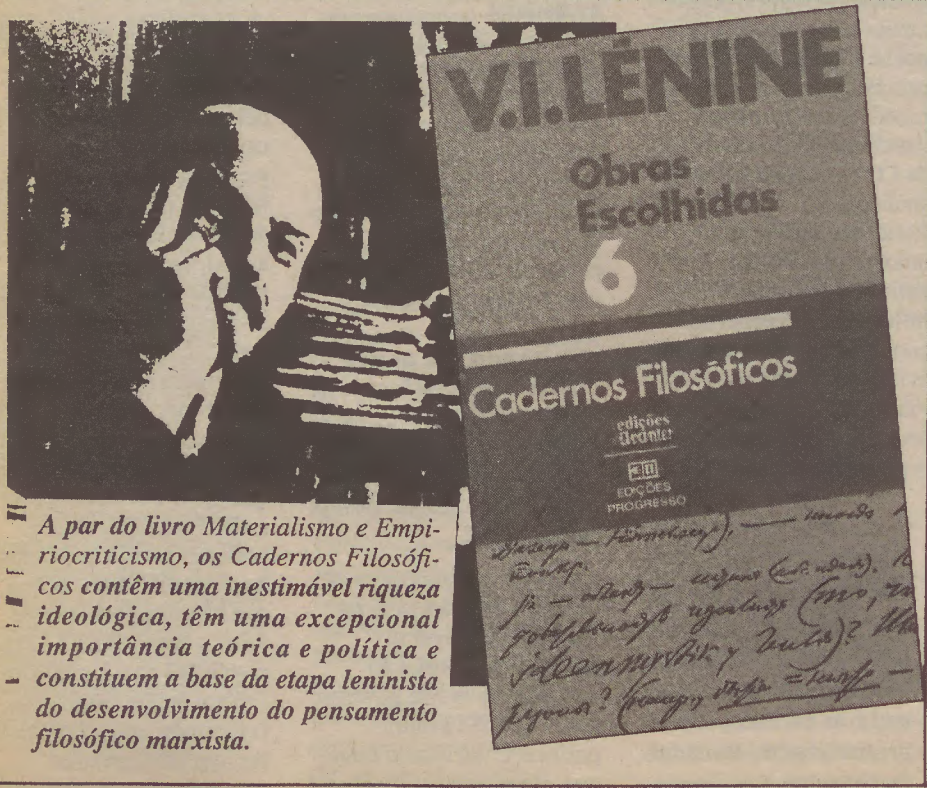 V.I.LÉNINE
Obras
Escolhidas
6
Cadernos Filosóficos
edições
avante!
EDIÇÕES
PROGRESSO
A par do livro Materialismo e Empi-
riocriticismo, os Cadernos Filosófi-
cos contêm uma inestimável riqueza
ideológica, têm uma excepcional
importância teórica e política e
constituem a base da etapa leninista
do desenvolvimento do pensamento
filosófico marxista.